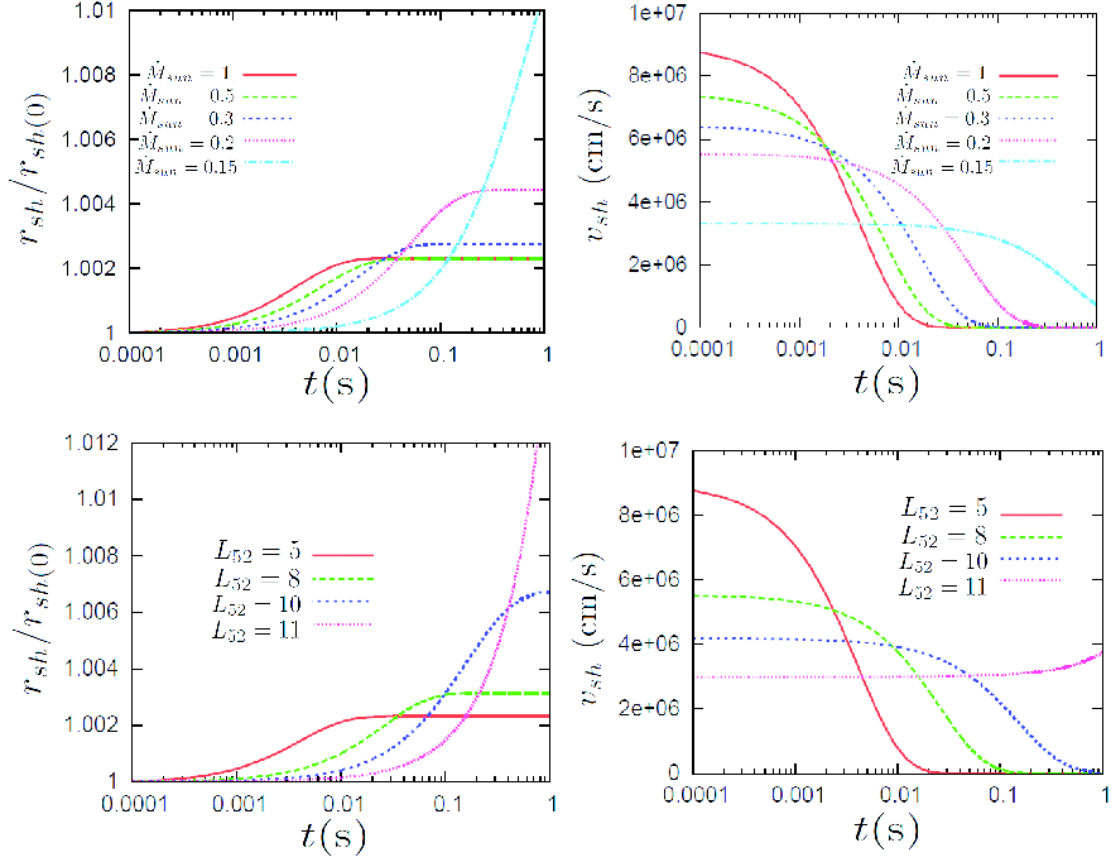 1.01
1.008
1.006
1.004
1.002
1
0.0001
0.001
0.01
0.1
1
r_sh/r_sh(0)
t(s)
Ṁ_sun = 1
Ṁ_sun 0.5
Ṁ_sun 0.3
Ṁ_sun = 0.2
Ṁ_sun = 0.15
1e+07
8e+06
6e+06
4e+06
2e+06
0
0.0001
0.001
0.01
0.1
1
v_sh (cm/s)
t(s)
Ṁ_sun = 1
Ṁ_sun 0.5
Ṁ_sun − 0.3
Ṁ_sun = 0.2
Ṁ_sun = 0.15
1.012
1.01
1.008
1.006
1.004
1.002
1
0.0001
0.001
0.01
0.1
1
r_sh/r_sh(0)
t(s)
L_52 = 5
L_52 = 8
L_52 − 10
L_52 = 11
1e+07
8e+06
6e+06
4e+06
2e+06
0
0.0001
0.001
0.01
0.1
1
v_sh (cm/s)
t(s)
L_52 = 5
L_52 = 8
L_52 − 10
L_52 = 11